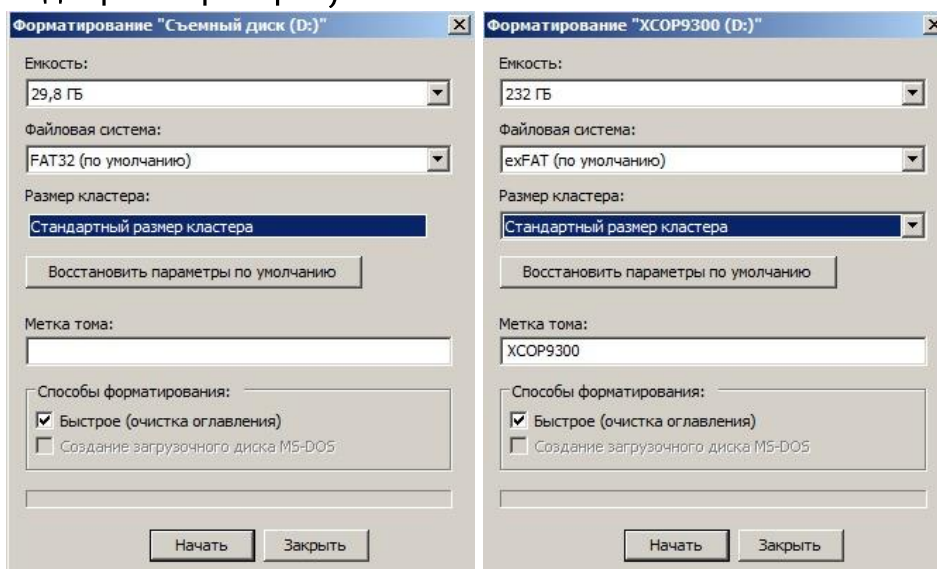 Форматирование "Съемный диск (D:)"
Емкость:
29,8 ГБ
Файловая система:
FAT32 (по умолчанию)
Размер кластера:
Стандартный размер кластера
Восстановить параметры по умолчанию
Метка тома:
Способы форматирования:
Быстрое (очистка оглавления)
Создание загрузочного диска MS-DOS
Начать Закрыть
Форматирование "XCOP9300 (D:)"
Емкость:
232 ГБ
Файловая система:
exFAT (по умолчанию)
Размер кластера:
Стандартный размер кластера
Восстановить параметры по умолчанию
Метка тома:
XCOP9300
Способы форматирования:
Быстрое (очистка оглавления)
Создание загрузочного диска MS-DOS
Начать Закрыть